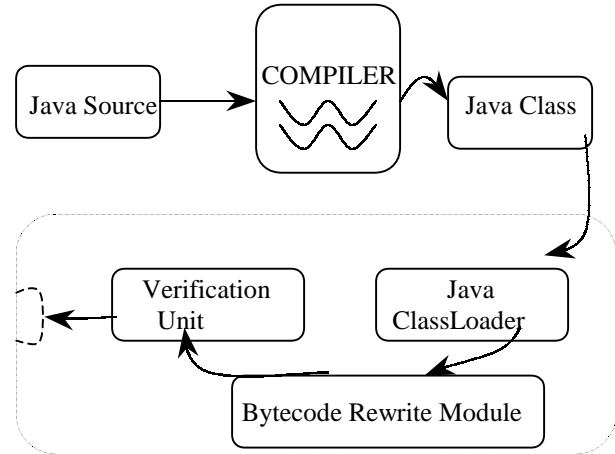 COMPILER
Java Source
Java Class
Verification
Unit
Java
ClassLoader
Bytecode Rewrite Module